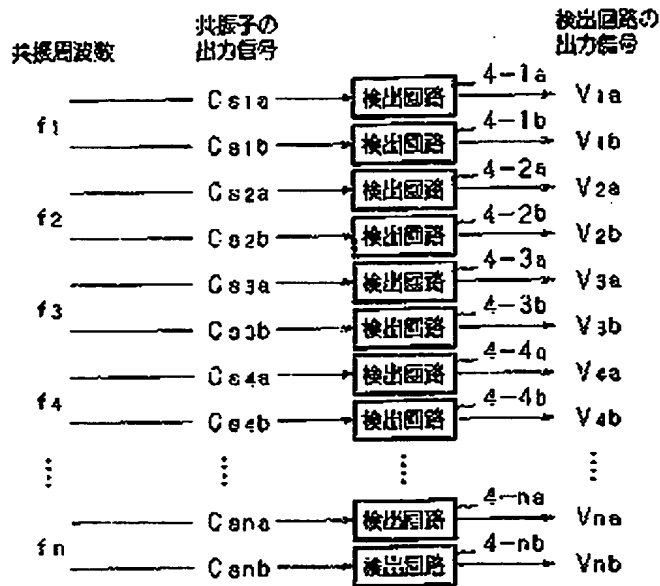 共振周波数
共振子の
出力信号
検出回路の
出力信号
f1
Cs1a 検出回路 4-1a V1a
Cs1b 検出回路 4-1b V1b
f2
Cs2a 検出回路 4-2a V2a
Cs2b 検出回路 4-2b V2b
f3
Cs3a 検出回路 4-3a V3a
Cs3b 検出回路 4-3b V3b
f4
Cs4a 検出回路 4-4a V4a
Cs4b 検出回路 4-4b V4b
fn
Csna 検出回路 4-na Vna
Csnb 検出回路 4-nb Vnb